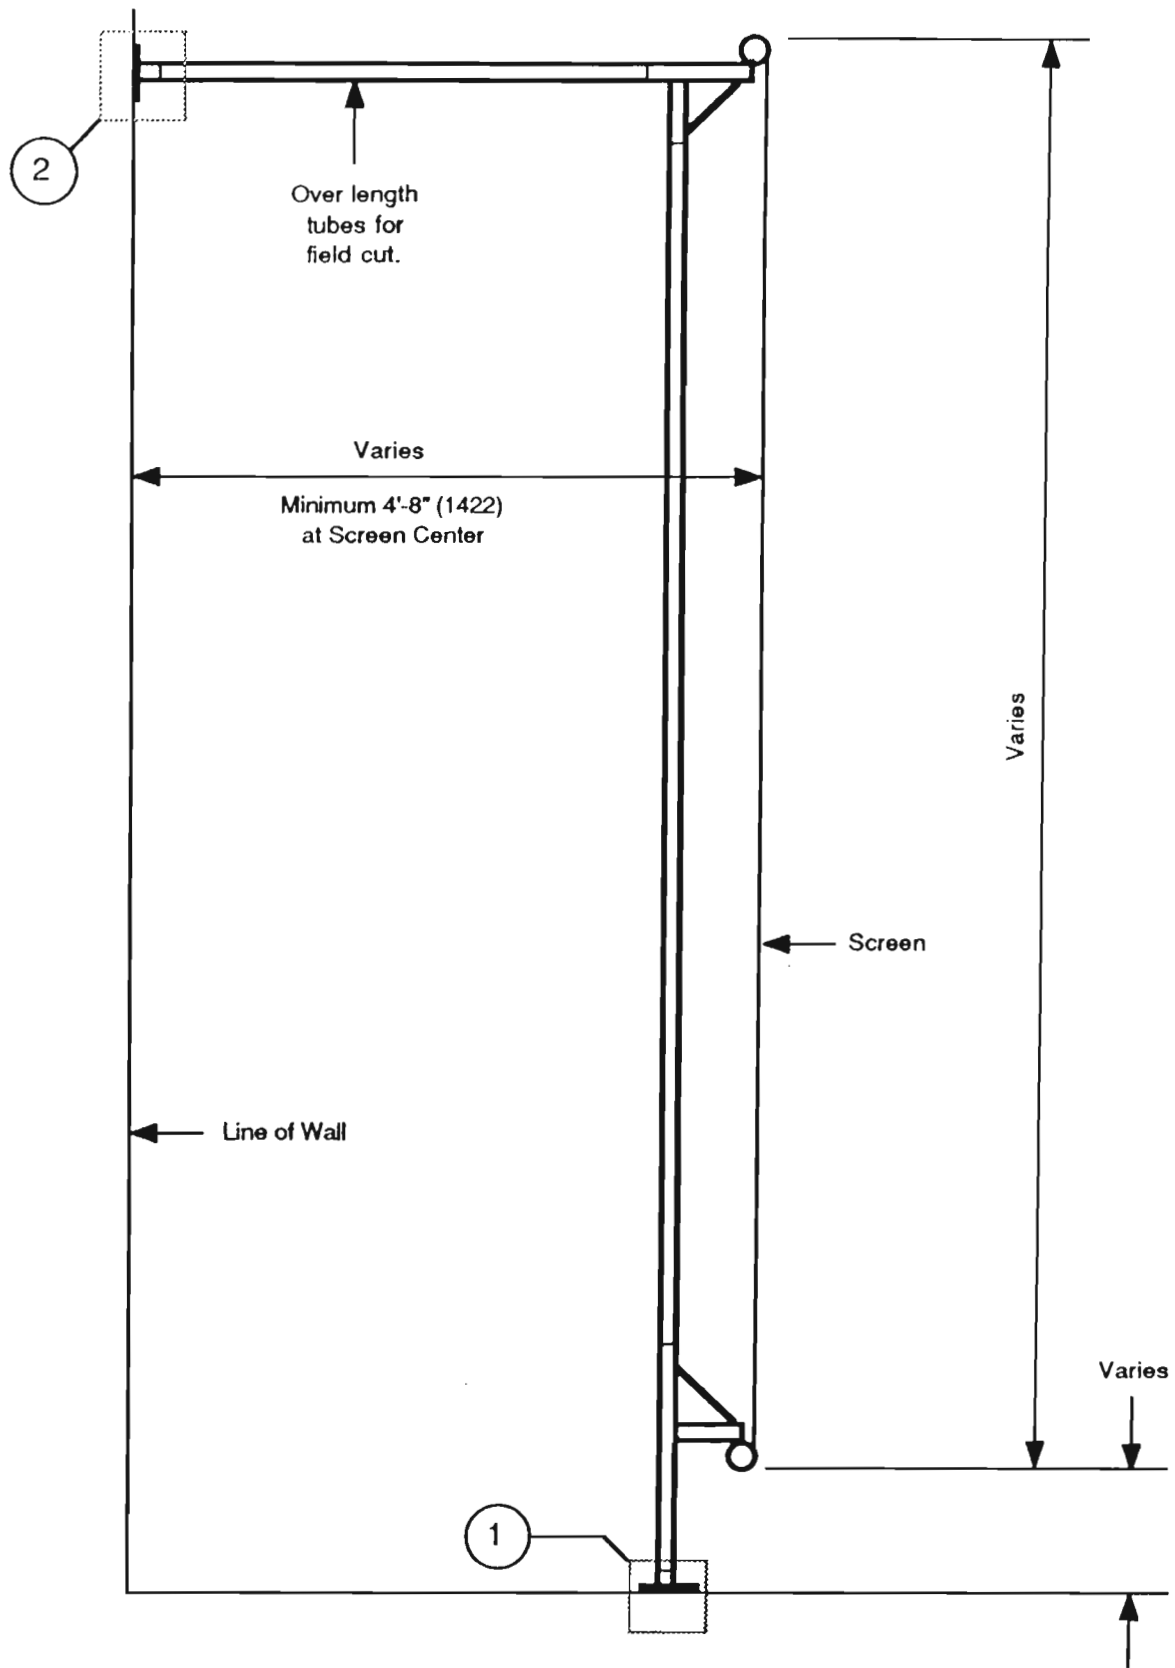 2
Over length
tubes for
field cut.
Varies
Minimum 4'-8" (1422)
at Screen Center
Varies
Screen
Line of Wall
Varies
1